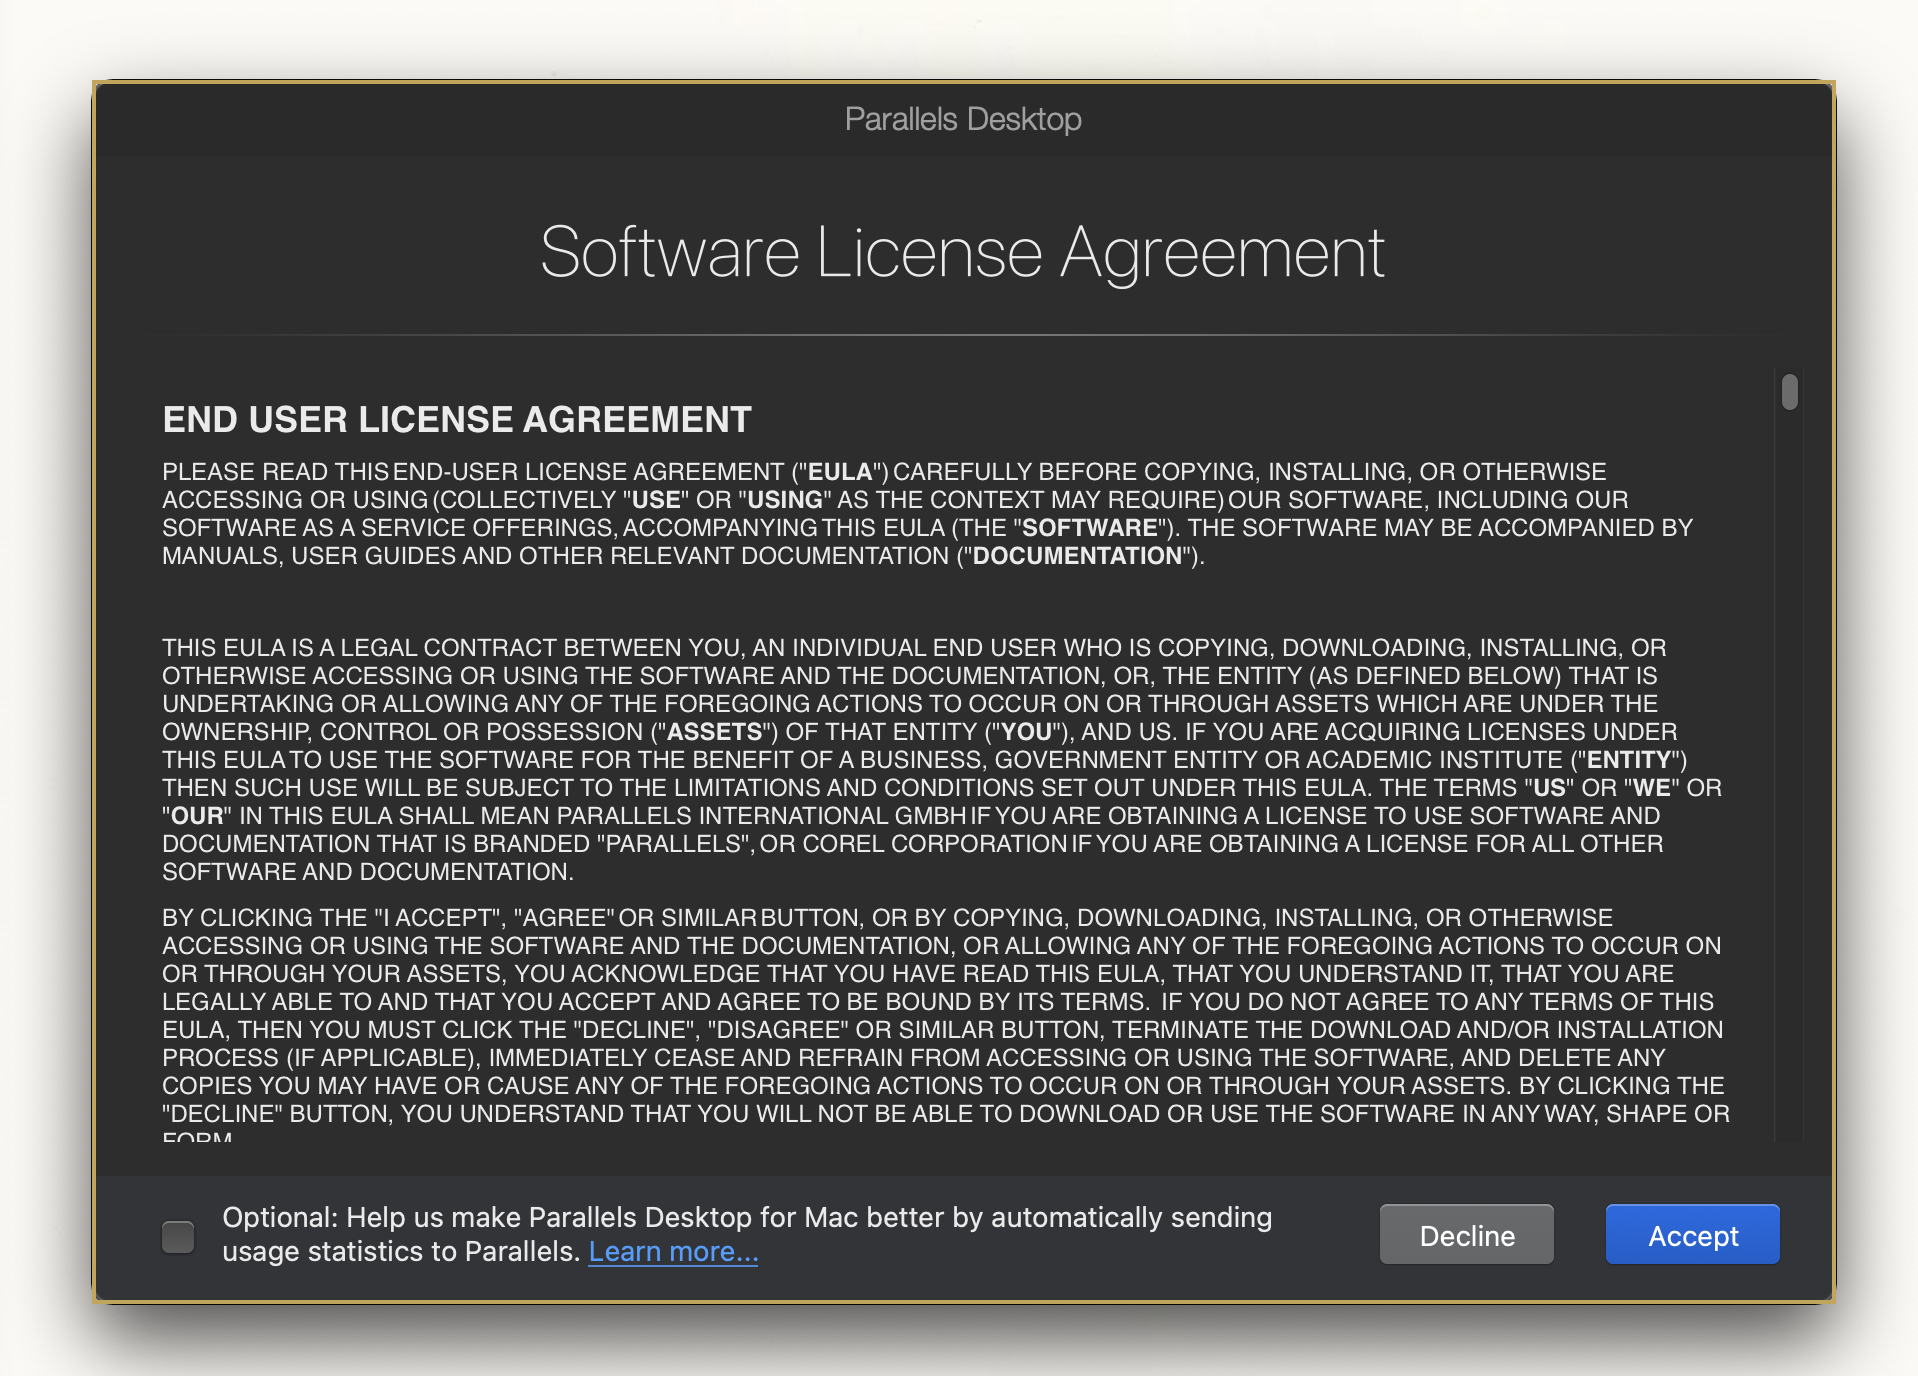 Parallels Desktop
Software License Agreement
END USER LICENSE AGREEMENT
PLEASE READ THIS END-USER LICENSE AGREEMENT ("EULA") CAREFULLY BEFORE COPYING, INSTALLING, OR OTHERWISE
ACCESSING OR USING (COLLECTIVELY "USE" OR "USING" AS THE CONTEXT MAY REQUIRE) OUR SOFTWARE, INCLUDING OUR
SOFTWARE AS A SERVICE OFFERINGS, ACCOMPANYING THIS EULA (THE "SOFTWARE"). THE SOFTWARE MAY BE ACCOMPANIED BY
MANUALS, USER GUIDES AND OTHER RELEVANT DOCUMENTATION ("DOCUMENTATION").
THIS EULA IS A LEGAL CONTRACT BETWEEN YOU, AN INDIVIDUAL END USER WHO IS COPYING, DOWNLOADING, INSTALLING, OR
OTHERWISE ACCESSING OR USING THE SOFTWARE AND THE DOCUMENTATION, OR, THE ENTITY (AS DEFINED BELOW) THAT IS
UNDERTAKING OR ALLOWING ANY OF THE FOREGOING ACTIONS TO OCCUR ON OR THROUGH ASSETS WHICH ARE UNDER THE
OWNERSHIP, CONTROL OR POSSESSION ("ASSETS") OF THAT ENTITY ("YOU"), AND US. IF YOU ARE ACQUIRING LICENSES UNDER
THIS EULA TO USE THE SOFTWARE FOR THE BENEFIT OF A BUSINESS, GOVERNMENT ENTITY OR ACADEMIC INSTITUTE ("ENTITY")
THEN SUCH USE WILL BE SUBJECT TO THE LIMITATIONS AND CONDITIONS SET OUT UNDER THIS EULA. THE TERMS "US" OR "WE" OR
"OUR" IN THIS EULA SHALL MEAN PARALLELS INTERNATIONAL GMBH IF YOU ARE OBTAINING A LICENSE TO USE SOFTWARE AND
DOCUMENTATION THAT IS BRANDED "PARALLELS", OR COREL CORPORATION IF YOU ARE OBTAINING A LICENSE FOR ALL OTHER
SOFTWARE AND DOCUMENTATION.
BY CLICKING THE "I ACCEPT", "AGREE" OR SIMILAR BUTTON, OR BY COPYING, DOWNLOADING, INSTALLING, OR OTHERWISE
ACCESSING OR USING THE SOFTWARE AND THE DOCUMENTATION, OR ALLOWING ANY OF THE FOREGOING ACTIONS TO OCCUR ON
OR THROUGH YOUR ASSETS, YOU ACKNOWLEDGE THAT YOU HAVE READ THIS EULA, THAT YOU UNDERSTAND IT, THAT YOU ARE
LEGALLY ABLE TO AND THAT YOU ACCEPT AND AGREE TO BE BOUND BY ITS TERMS. IF YOU DO NOT AGREE TO ANY TERMS OF THIS
EULA, THEN YOU MUST CLICK THE "DECLINE", "DISAGREE" OR SIMILAR BUTTON, TERMINATE THE DOWNLOAD AND/OR INSTALLATION
PROCESS (IF APPLICABLE), IMMEDIATELY CEASE AND REFRAIN FROM ACCESSING OR USING THE SOFTWARE, AND DELETE ANY
COPIES YOU MAY HAVE OR CAUSE ANY OF THE FOREGOING ACTIONS TO OCCUR ON OR THROUGH YOUR ASSETS. BY CLICKING THE
"DECLINE" BUTTON, YOU UNDERSTAND THAT YOU WILL NOT BE ABLE TO DOWNLOAD OR USE THE SOFTWARE IN ANY WAY, SHAPE OR
FORM
Optional: Help us make Parallels Desktop for Mac better by automatically sending
usage statistics to Parallels. Learn more...
Decline
Accept